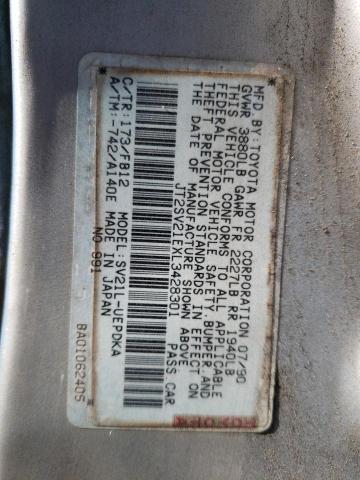 MFD.BY:TOYOTA MOTOR CORPORATION 07/90
GVWR 3880LB GAWR FR 2227LB RR 1940LB
THIS VEHICLE CONFORMS TO ALL APPLICABLE
FEDERAL MOTOR VEHICLE SAFETY,BUMPER,AND
THEFT PREVENTION STANDARDS IN EFFECT ON
THE DATE OF MANUFACTURE SHOWN ABOVE.
JT2SV21EXL3428301 PASS.CAR
C/TR:173/FB12 MODEL:SV21L-UEPDKA
A/TM:-742/A140E NO 991
MADE IN JAPAN
BA01062405